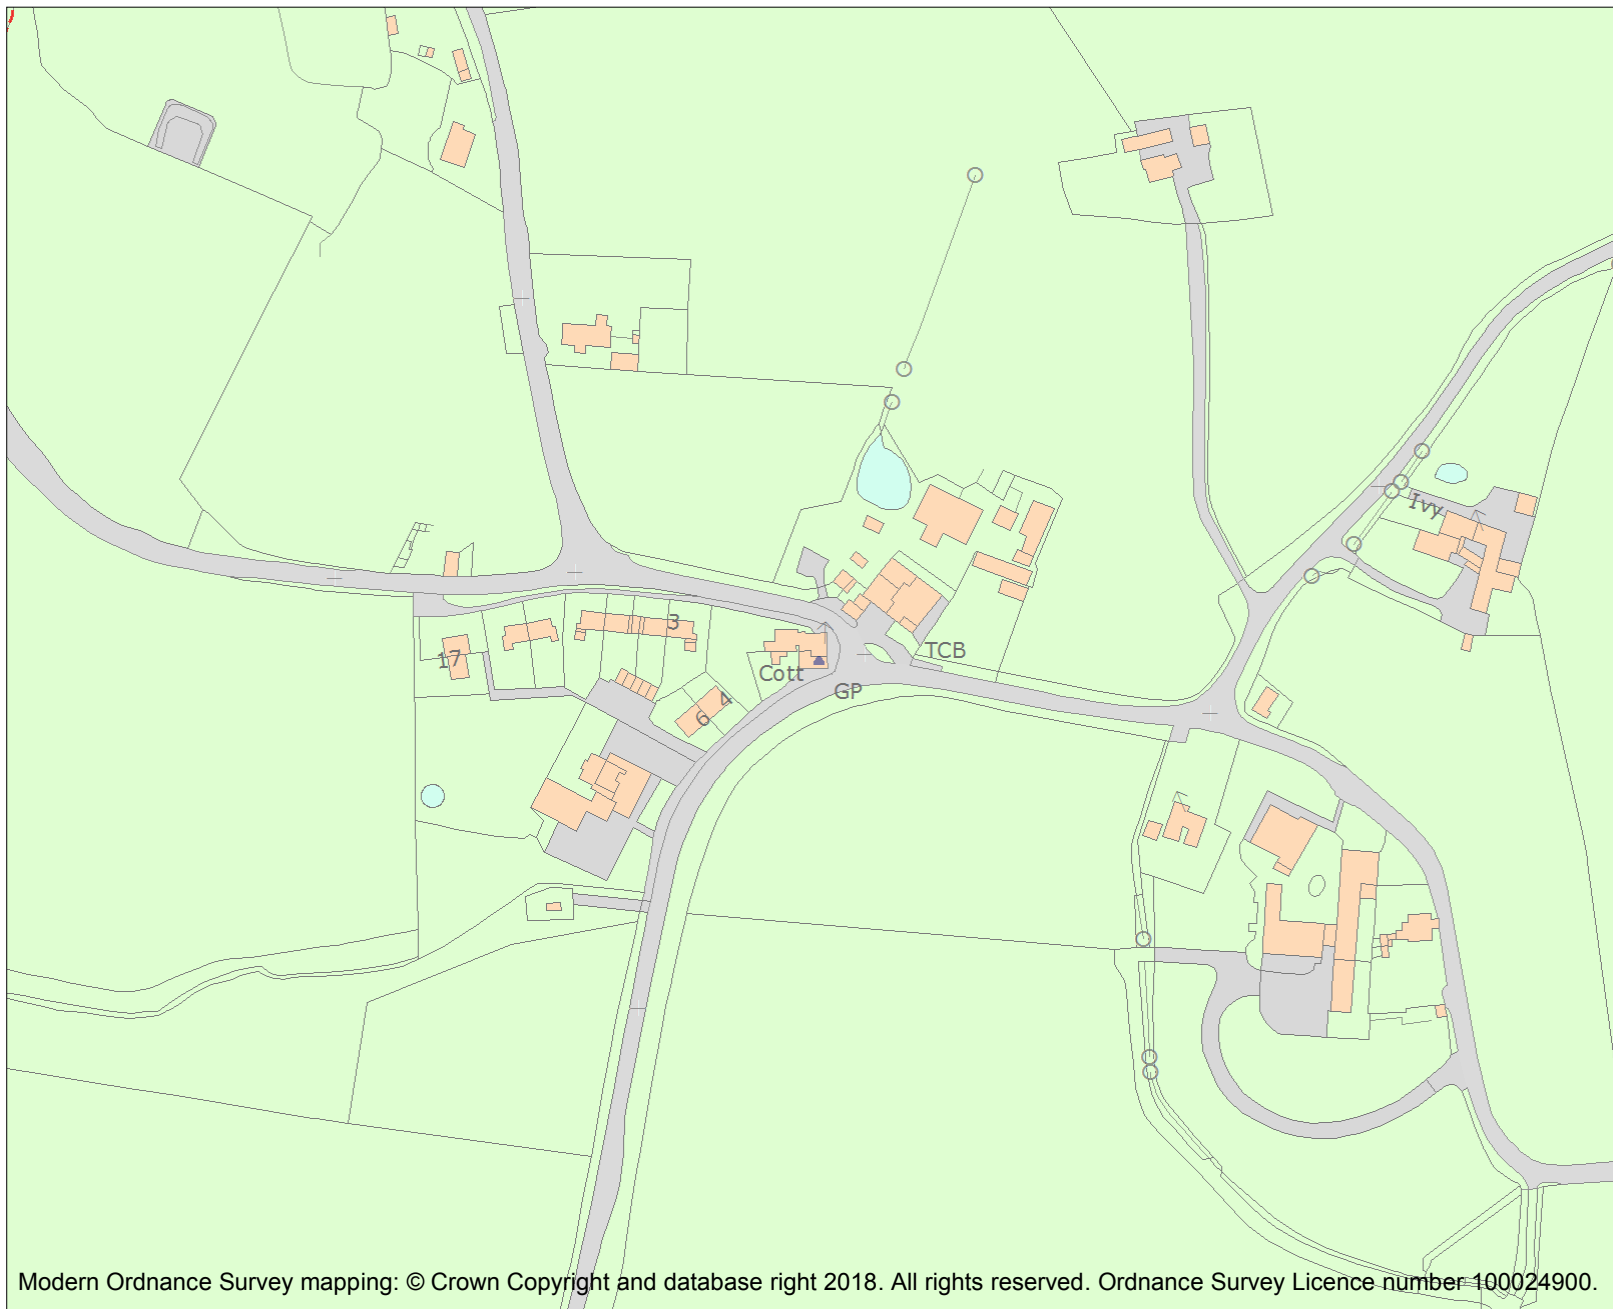 Ivy
3
TCB
17
Cott
GP
4
6
Modern Ordnance Survey mapping: © Crown Copyright and database right 2018. All rights reserved. Ordnance Survey Licence number 100024900.